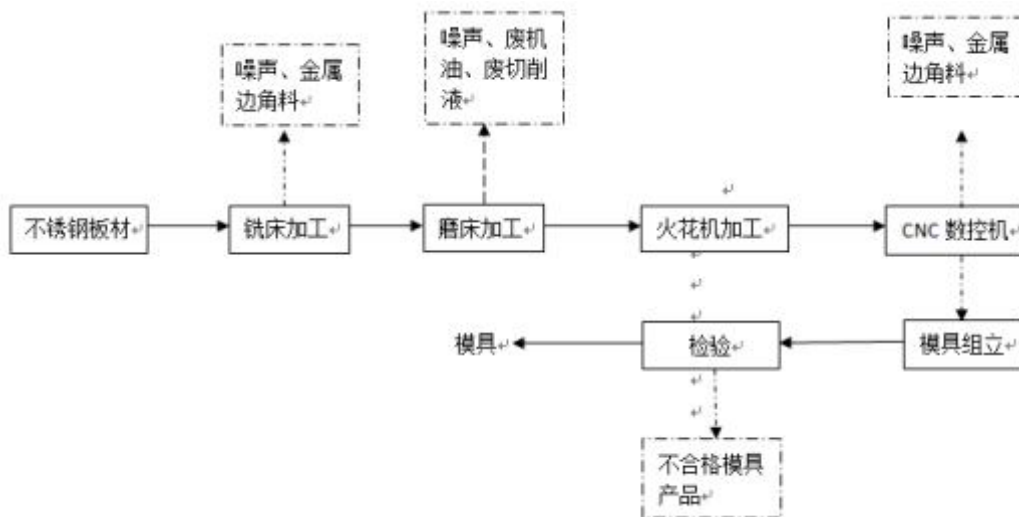 噪声、金属
边角料
噪声、废机
油、废切削
液
噪声、金属
边角料
不锈钢板材
铣床加工
磨床加工
火花机加工
CNC 数控机
模具
检验
模具组立
不合格模具
产品